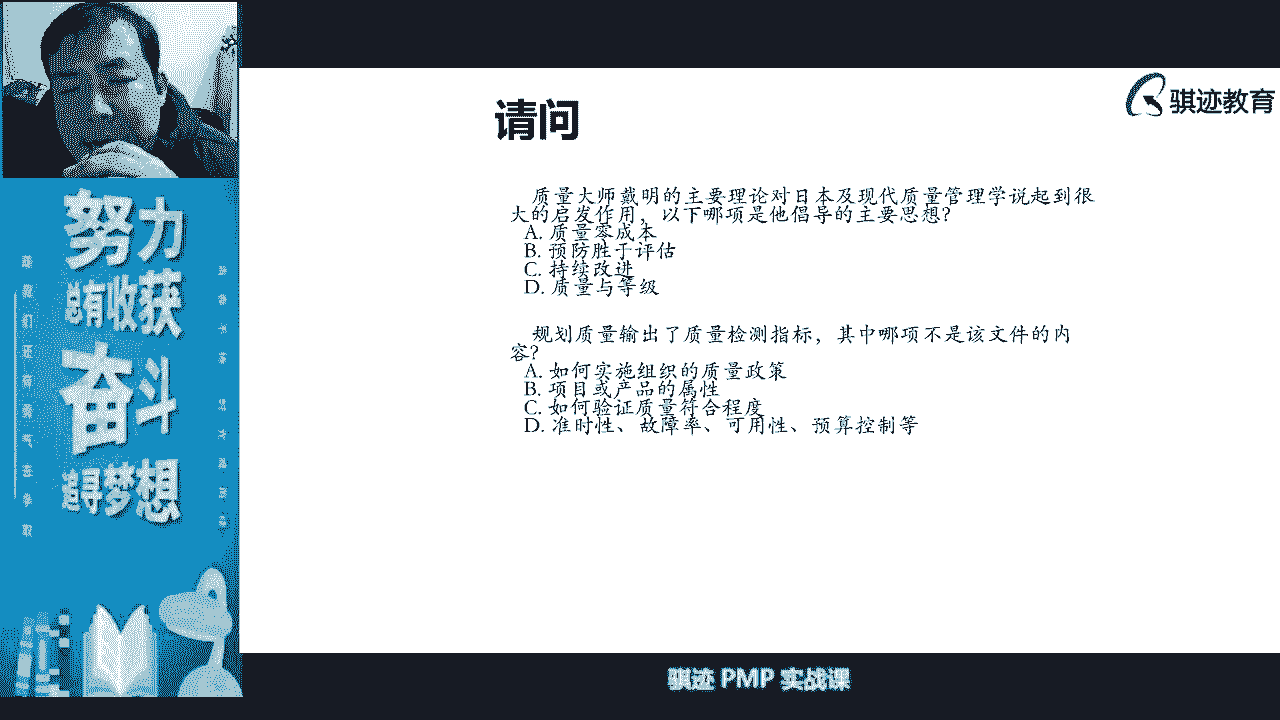 请问
骐迹教育
质量大师戴明的主要理论对日本及现代质量管理学说起到很
大的启发作用，以下哪项是他倡导的主要思想?
A. 质量零成本
B. 预防胜于评估
C. 持续改进
D. 质量与等级
规划质量输出了质量检测指标，其中哪项不是该文件的内
容?
A. 如何实施组织的质量政策
B. 项目或产品的属性
C. 如何验证质量符合程度
D. 准时性、故障率、可用性、预算控制等
努力
总有收获
奋斗
追寻梦想
骐迹 PMP 实战课